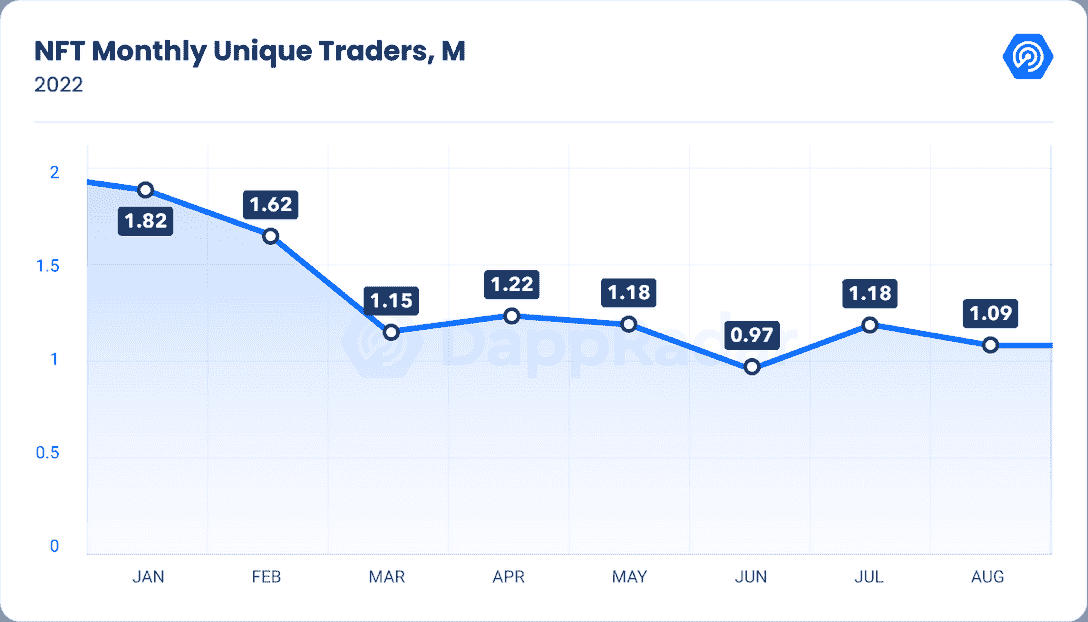 NFT Monthly Unique Traders, M
2022
2
1.5
1
0.5
0
1.82
1.62
1.15
1.22
1.18
0.97
1.18
1.09
DappRadar
JAN
FEB
MAR
APR
MAY
JUN
JUL
AUG